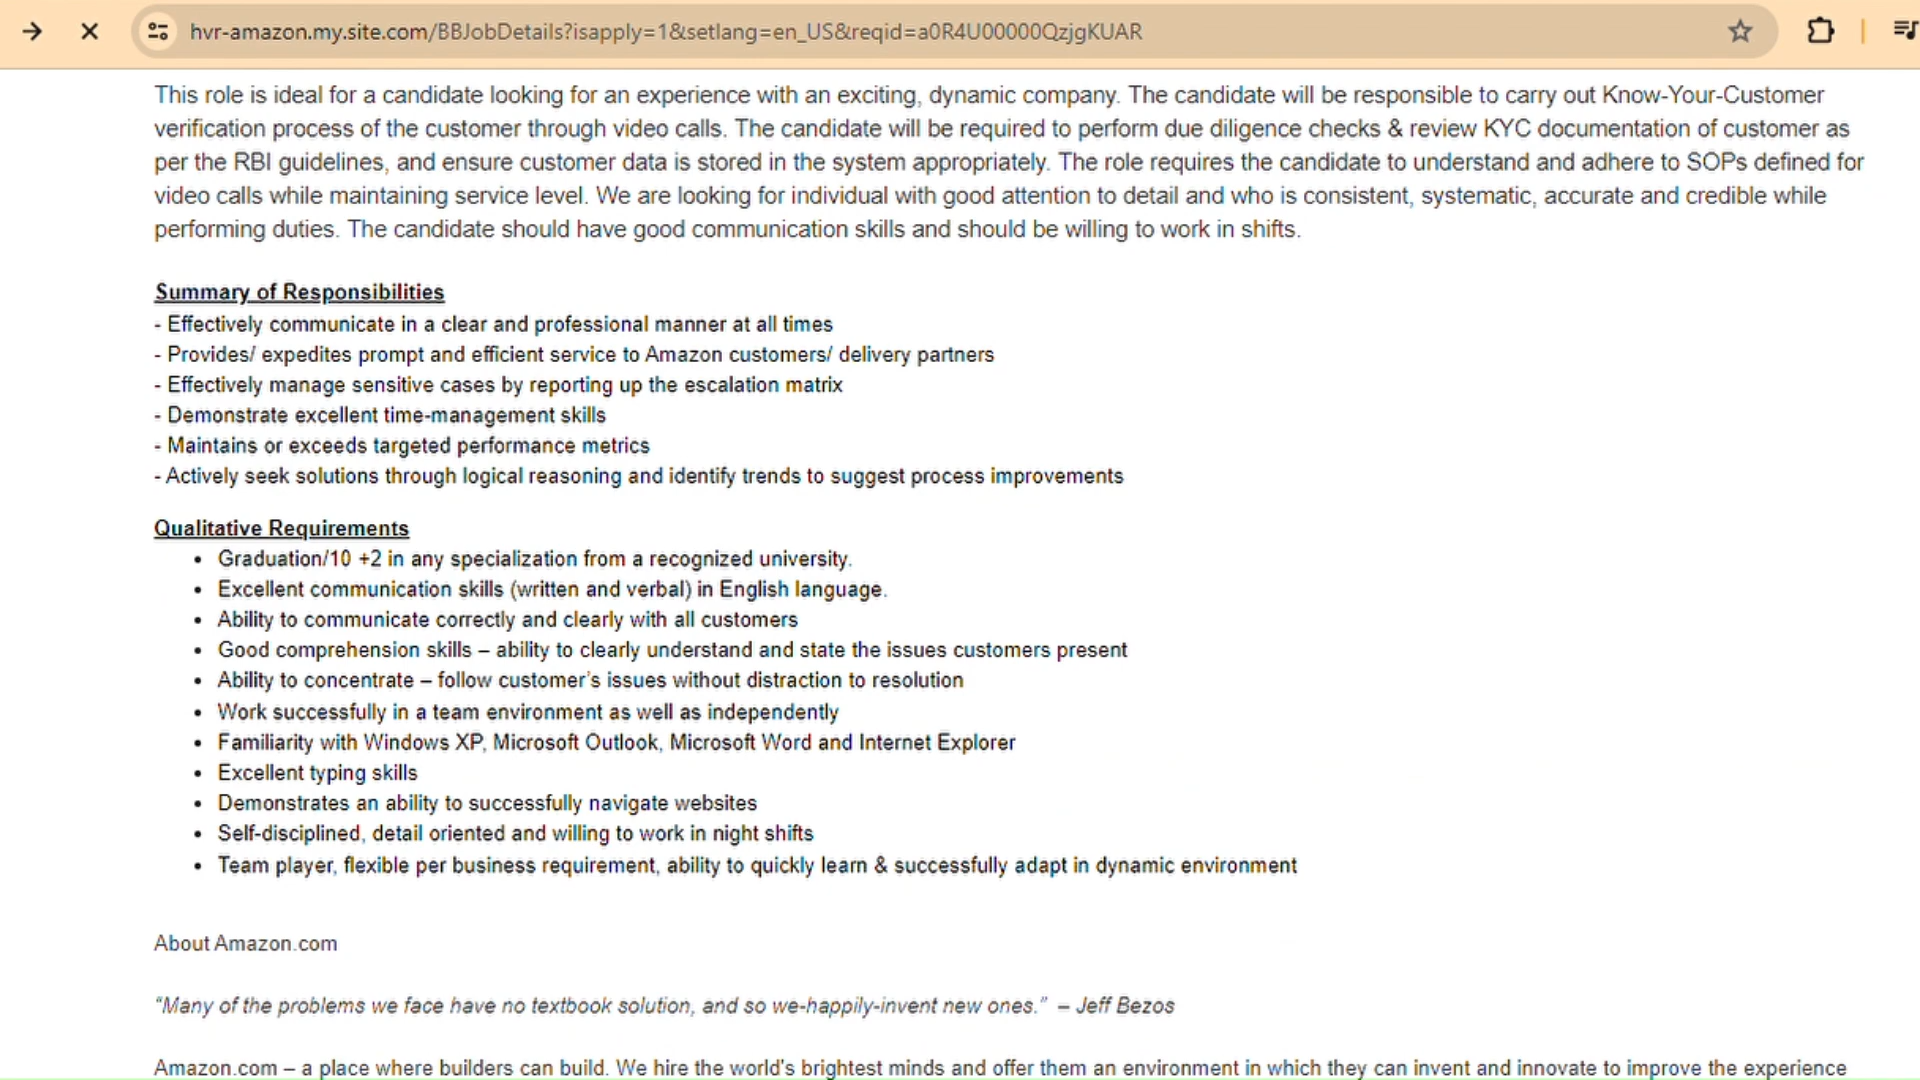 hvr-amazon.my.site.com/BBJobDetails?isapply=1&setlang=en_US&reqid=a0R4U00000QzjgKUAR
This role is ideal for a candidate looking for an experience with an exciting, dynamic company. The candidate will be responsible to carry out Know-Your-Customer
verification process of the customer through video calls. The candidate will be required to perform due diligence checks & review KYC documentation of customer as
per the RBI guidelines, and ensure customer data is stored in the system appropriately. The role requires the candidate to understand and adhere to SOPs defined for
video calls while maintaining service level. We are looking for individual with good attention to detail and who is consistent, systematic, accurate and credible while
performing duties. The candidate should have good communication skills and should be willing to work in shifts.
Summary of Responsibilities
- Effectively communicate in a clear and professional manner at all times
- Provides/ expedites prompt and efficient service to Amazon customers/ delivery partners
- Effectively manage sensitive cases by reporting up the escalation matrix
- Demonstrate excellent time-management skills
- Maintains or exceeds targeted performance metrics
- Actively seek solutions through logical reasoning and identify trends to suggest process improvements
Qualitative Requirements
• Graduation/10 +2 in any specialization from a recognized university.
• Excellent communication skills (written and verbal) in English language.
• Ability to communicate correctly and clearly with all customers
• Good comprehension skills – ability to clearly understand and state the issues customers present
• Ability to concentrate – follow customer's issues without distraction to resolution
• Work successfully in a team environment as well as independently
• Familiarity with Windows XP, Microsoft Outlook, Microsoft Word and Internet Explorer
• Excellent typing skills
• Demonstrates an ability to successfully navigate websites
• Self-disciplined, detail oriented and willing to work in night shifts
• Team player, flexible per business requirement, ability to quickly learn & successfully adapt in dynamic environment
About Amazon.com
"Many of the problems we face have no textbook solution, and so we-happily-invent new ones." – Jeff Bezos
Amazon.com – a place where builders can build. We hire the world's brightest minds and offer them an environment in which they can invent and innovate to improve the experience